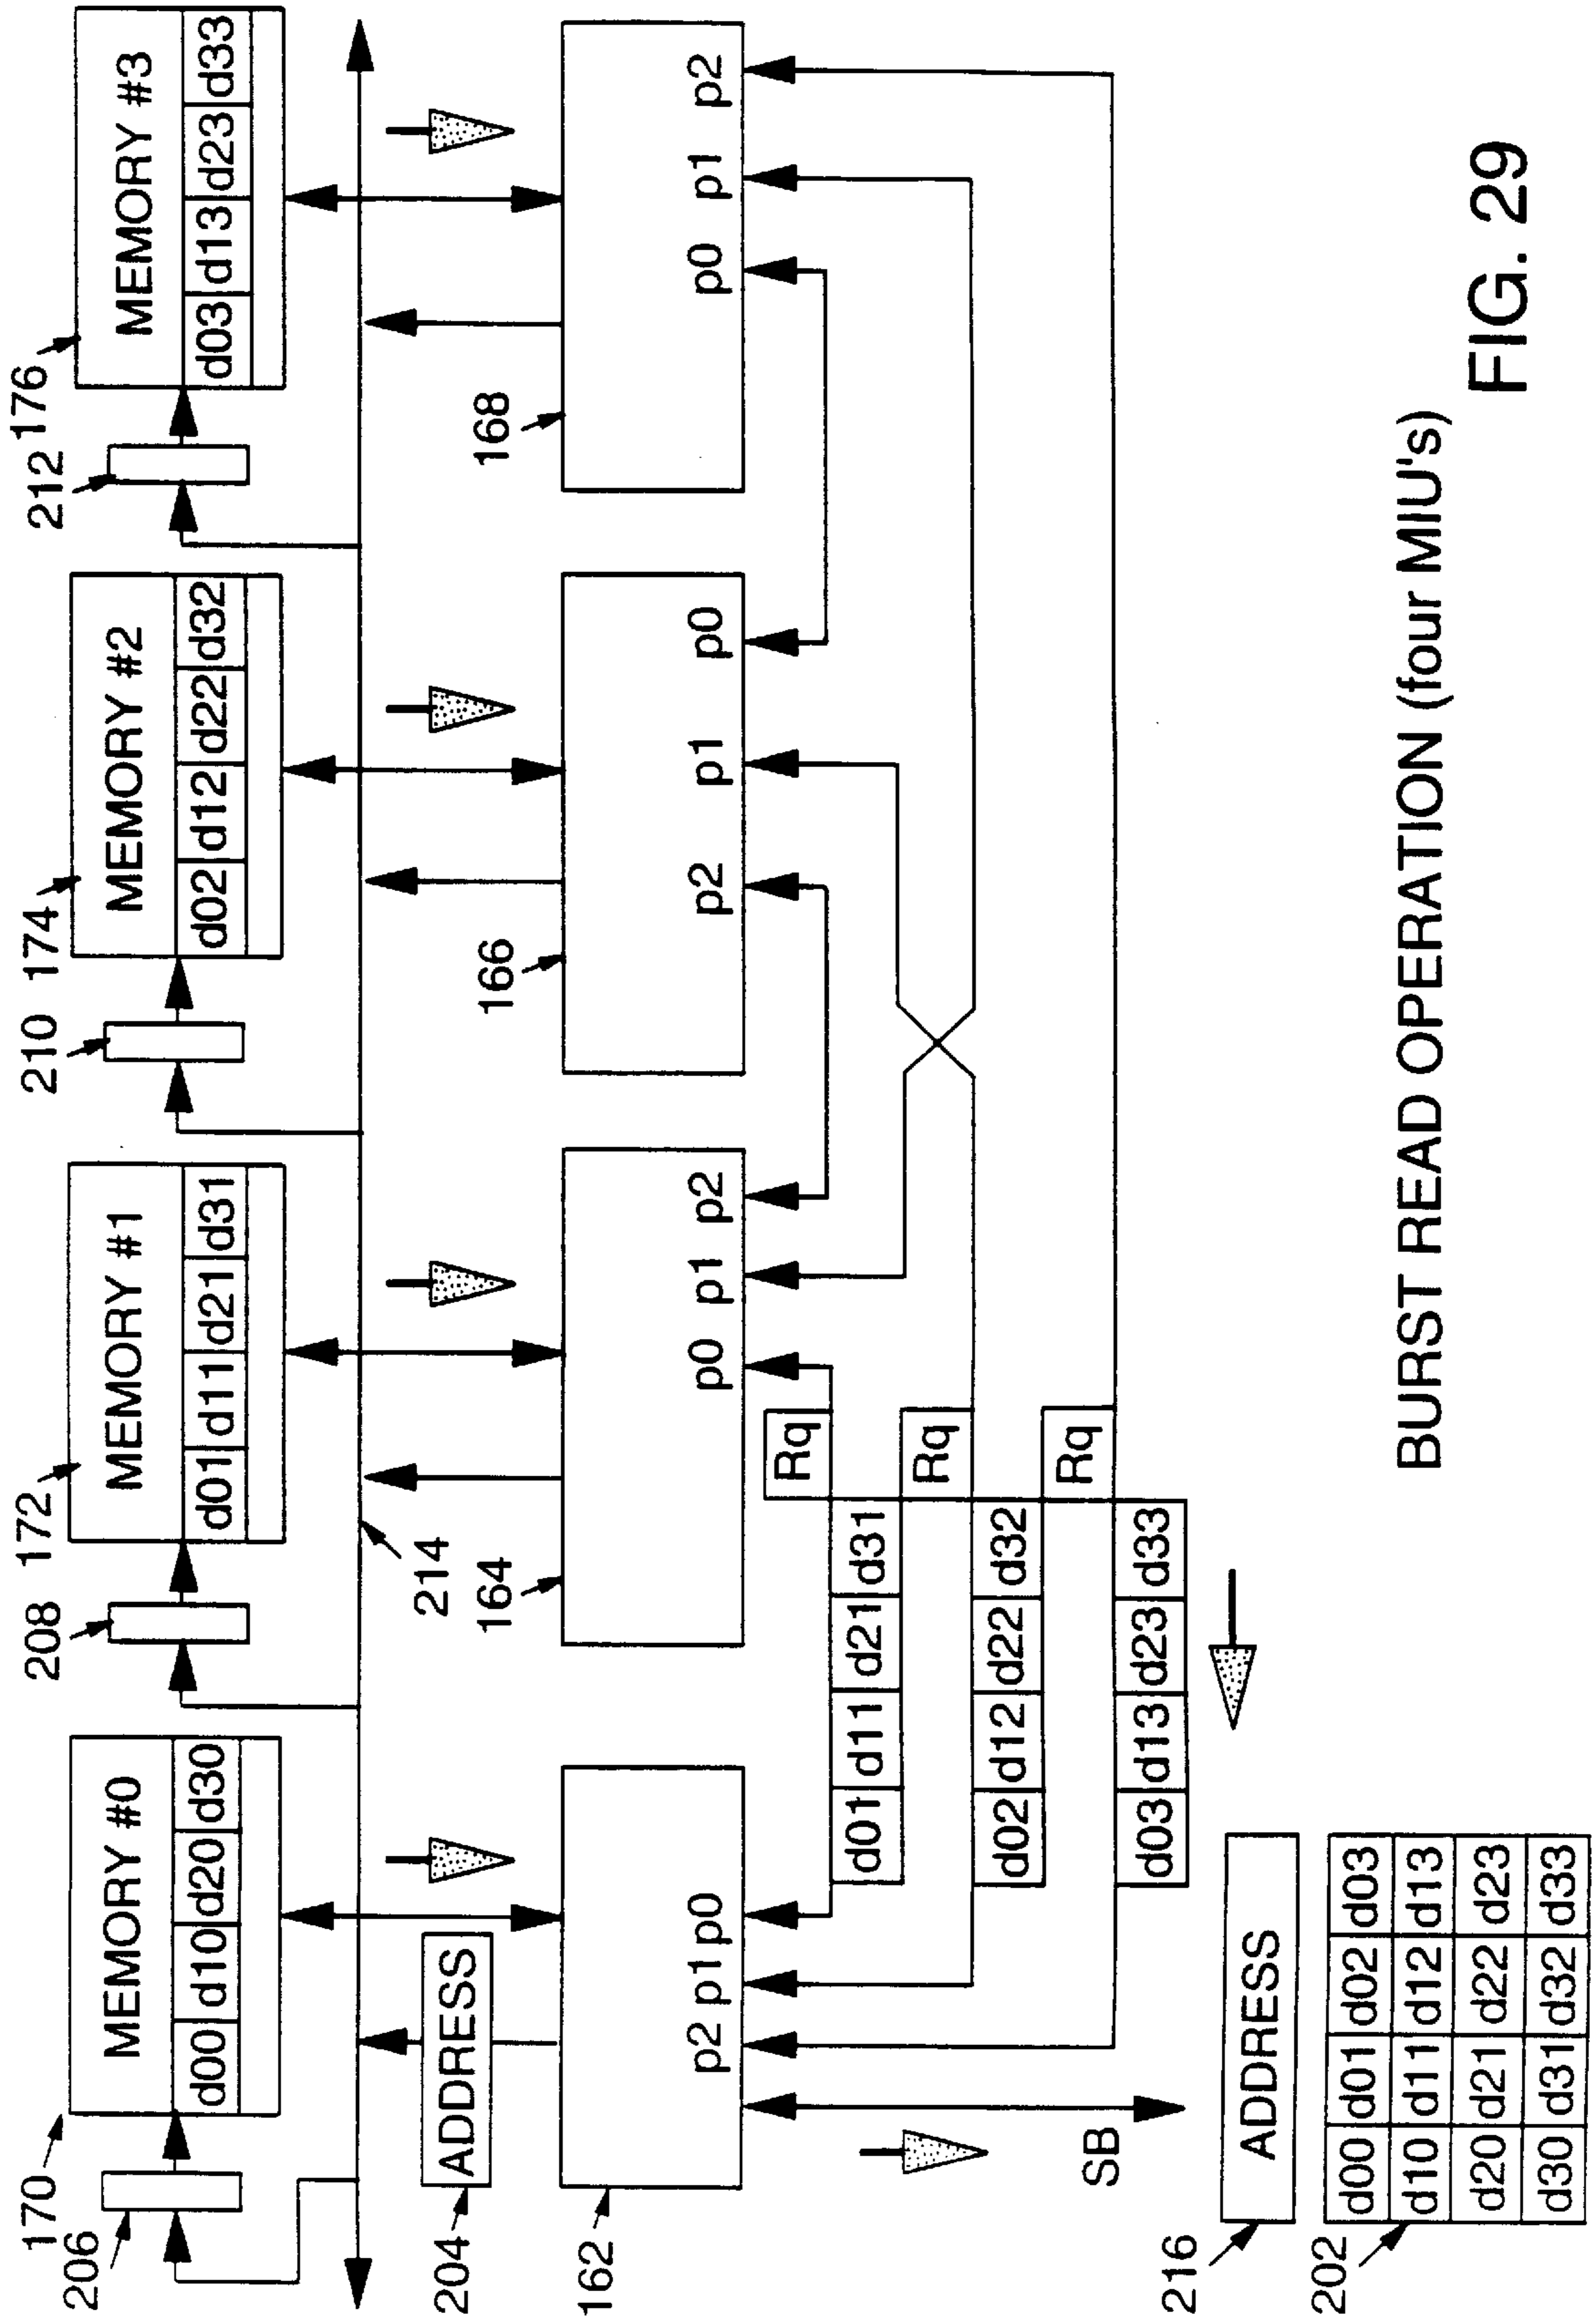 170
206
MEMORY #0
d00 d10 d20 d30
208
172
MEMORY #1
d01 d11 d21 d31
210
174
MEMORY #2
d02 d12 d22 d32
212
176
MEMORY #3
d03 d13 d23 d33
214
204
ADDRESS
162
p2 p1 p0
164
p0 p1 p2
166
p2 p1 p0
168
p0 p1 p2
Rq
d01 d11 d21 d31
Rq
d02 d12 d22 d32
Rq
d03 d13 d23 d33
SB
216
ADDRESS
202
d00 d01 d02 d03
d10 d11 d12 d13
d20 d21 d22 d23
d30 d31 d32 d33
BURST READ OPERATION (four MIU's)
FIG. 29